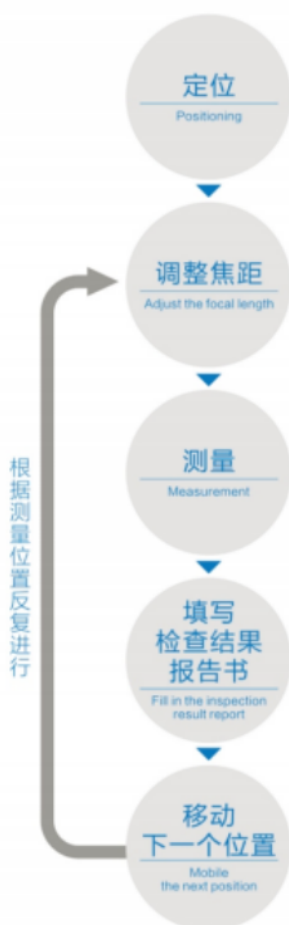 定位
Positioning
调整焦距
Adjust the focal length
测量
Measurement
填写
检查结果
报告书
Fill in the inspection
result report
移动
下一个位置
Mobile
the next position
根据测量位置反复进行